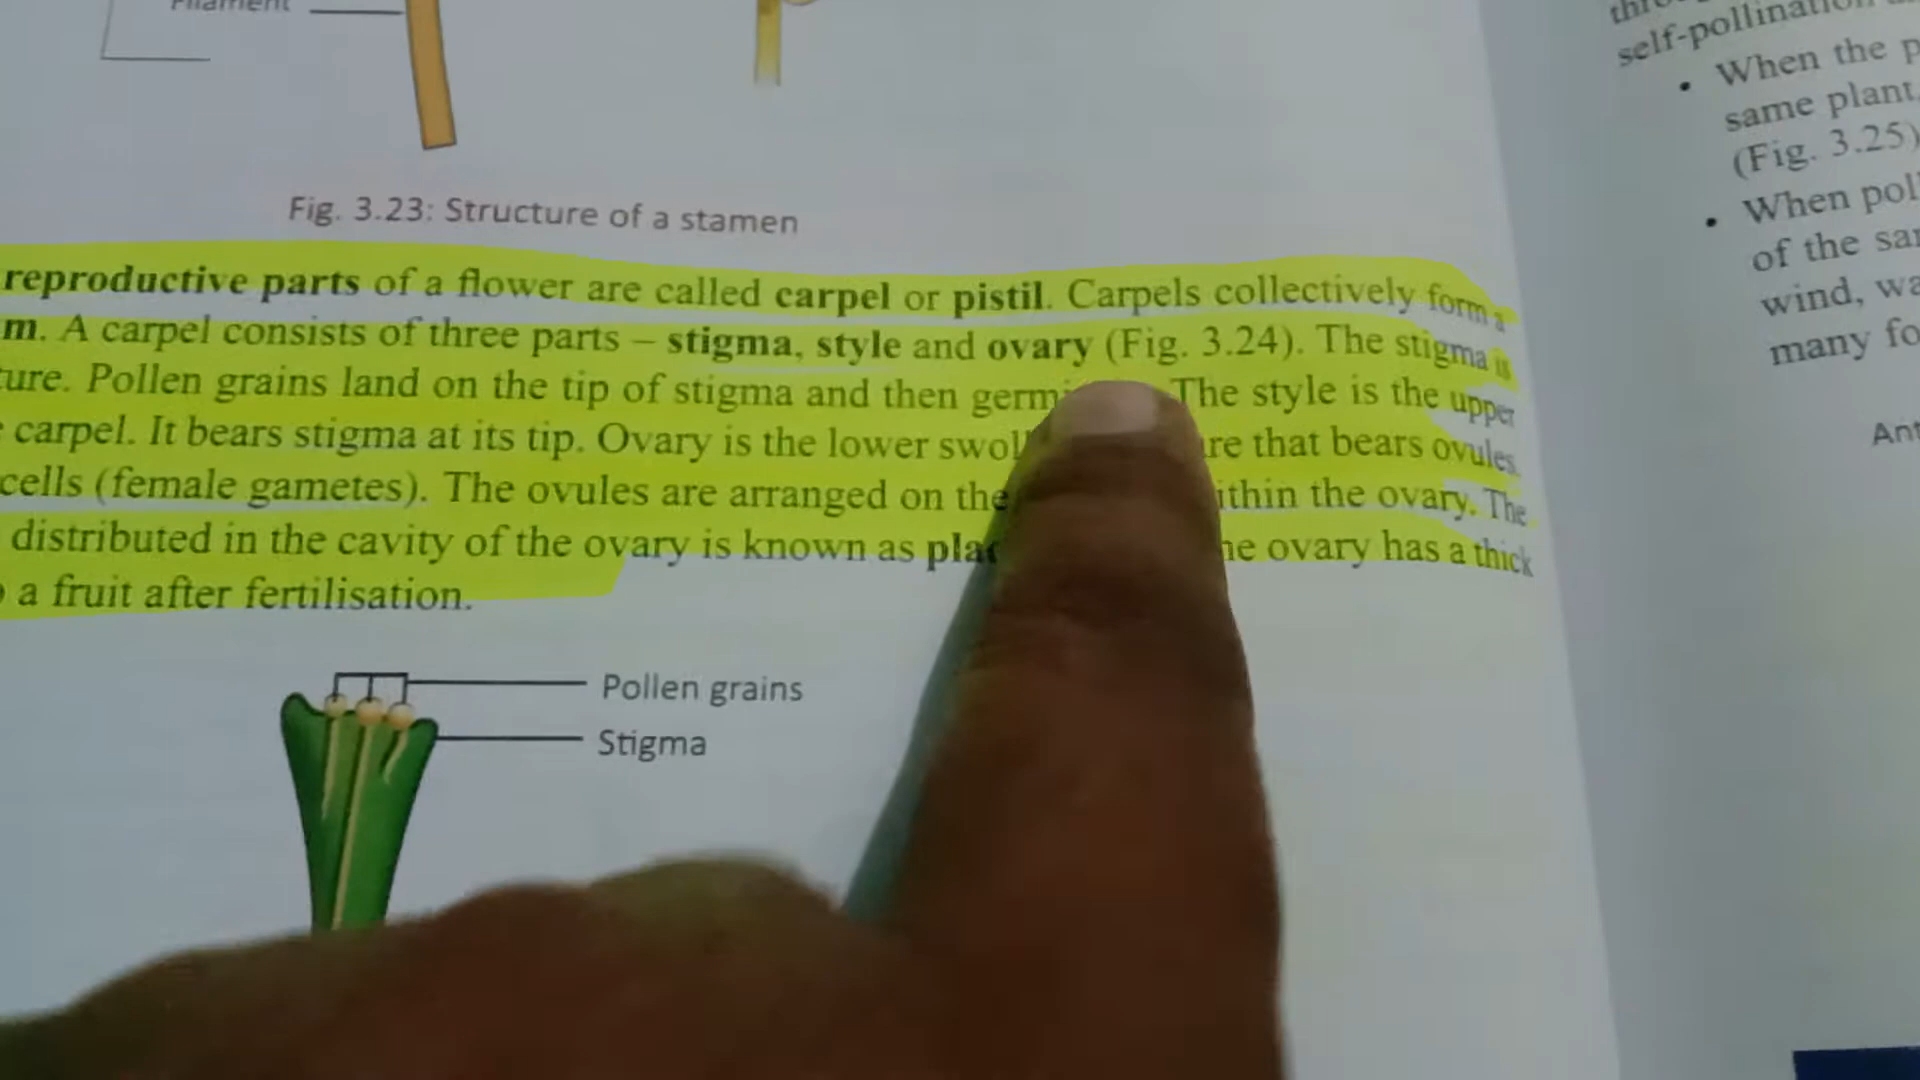 Filament
Fig. 3.23: Structure of a stamen
reproductive parts of a flower are called carpel or pistil. Carpels collectively form a
m. A carpel consists of three parts – stigma, style and ovary (Fig. 3.24). The stigma is
ture. Pollen grains land on the tip of stigma and then germ The style is the upper
carpel. It bears stigma at its tip. Ovary is the lower swol re that bears ovules.
cells (female gametes). The ovules are arranged on the ithin the ovary. The
distributed in the cavity of the ovary is known as plac he ovary has a thick
a fruit after fertilisation.
Pollen grains
Stigma
self-pollination
When the p
same plant,
(Fig. 3.25)
When pol
of the sa
wind, wa
many fo
Ant